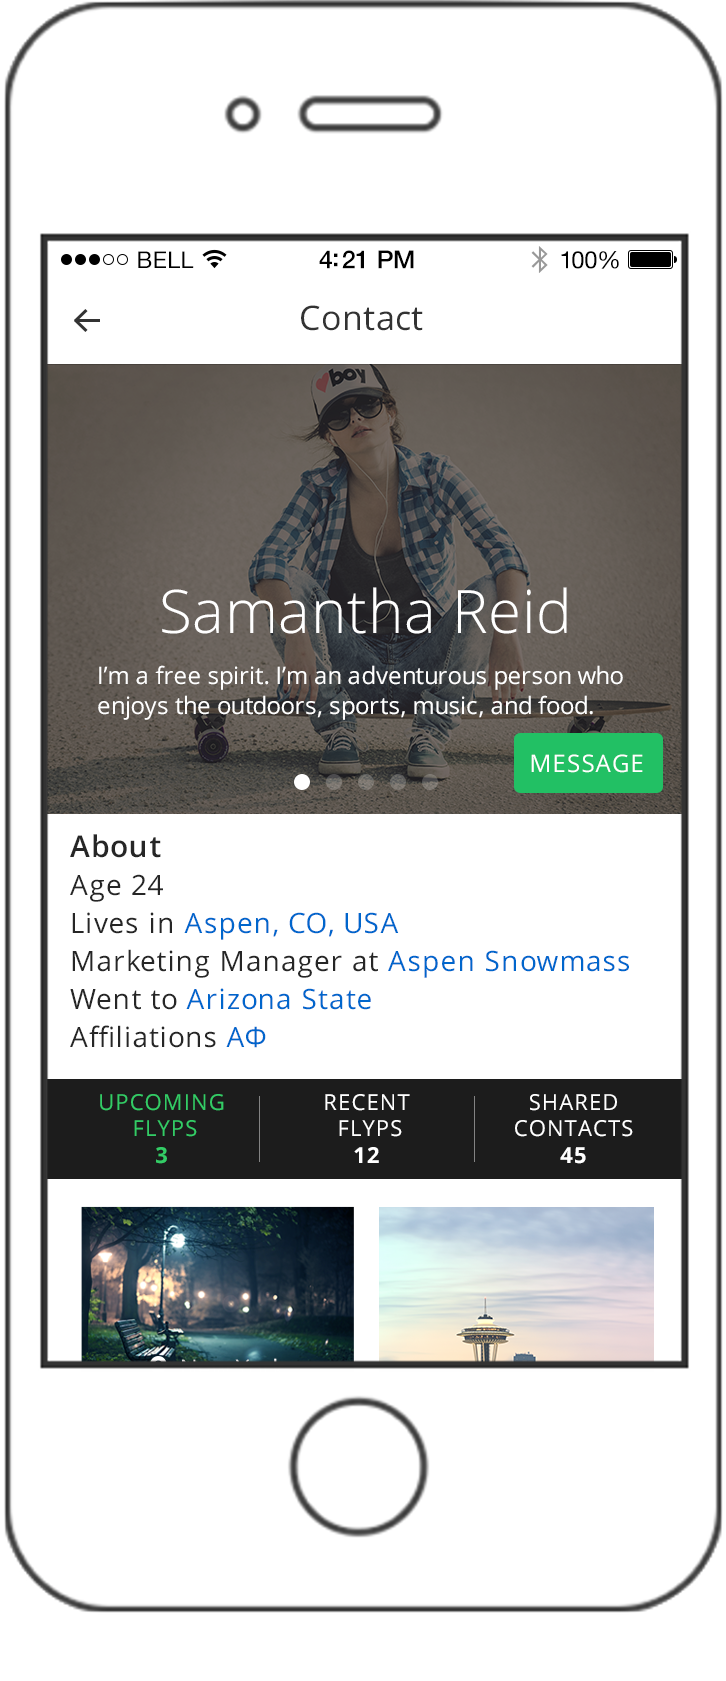 BELL 4:21 PM 100%
Contact
boy
Samantha Reid
I'm a free spirit. I'm an adventurous person who
enjoys the outdoors, sports, music, and food.
MESSAGE
About
Age 24
Lives in Aspen, CO, USA
Marketing Manager at Aspen Snowmass
Went to Arizona State
Affiliations ΑΦ
UPCOMING
FLYPS
3
RECENT
FLYPS
12
SHARED
CONTACTS
45